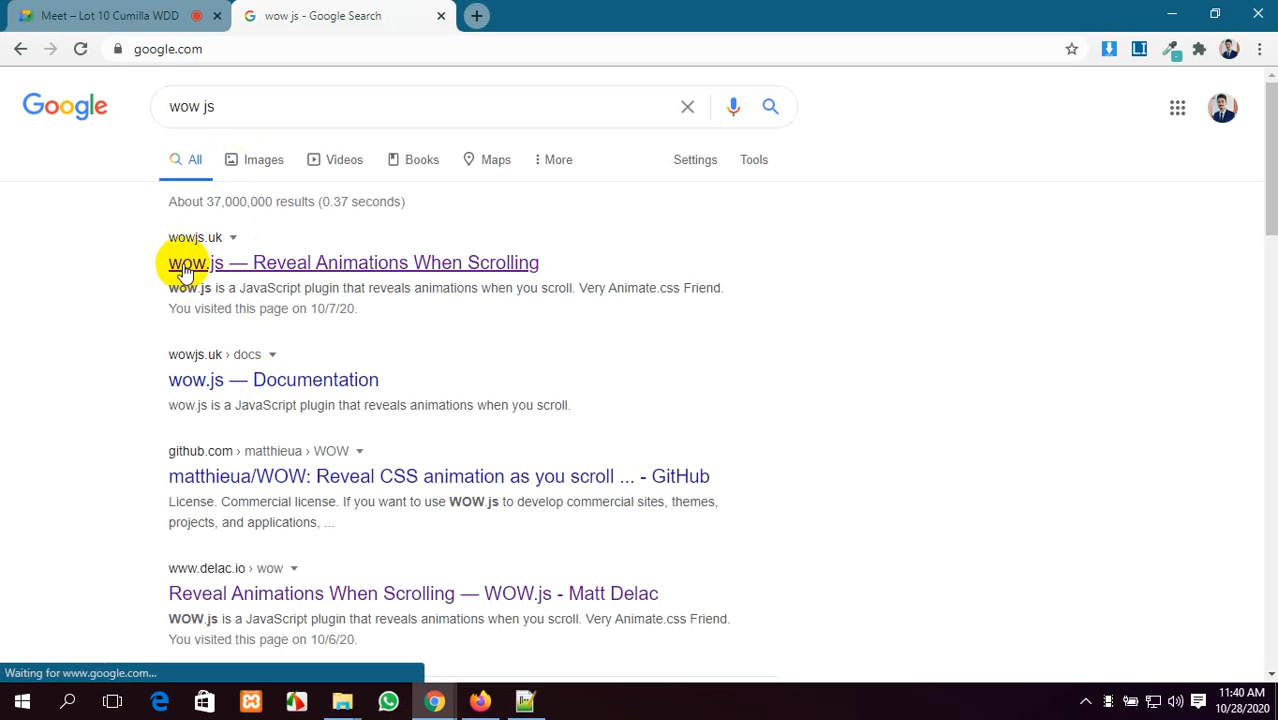 Meet – Lot 10 Cumilla WDD
wow js - Google Search
google.com
Google
wow js
All
Images
Videos
Books
Maps
More
Settings
Tools
About 37,000,000 results (0.37 seconds)
wowjs.uk
wow.js — Reveal Animations When Scrolling
wow.js is a JavaScript plugin that reveals animations when you scroll. Very Animate.css Friend.
You visited this page on 10/7/20.
wowjs.uk › docs
wow.js — Documentation
wow.js is a JavaScript plugin that reveals animations when you scroll.
github.com › matthieua › WOW
matthieua/WOW: Reveal CSS animation as you scroll ... - GitHub
License. Commercial license. If you want to use WOW.js to develop commercial sites, themes,
projects, and applications, ...
www.delac.io › wow
Reveal Animations When Scrolling — WOW.js - Matt Delac
WOW.js is a JavaScript plugin that reveals animations when you scroll. Very Animate.css Friend.
You visited this page on 10/6/20.
Waiting for www.google.com...
11:40 AM
10/28/2020